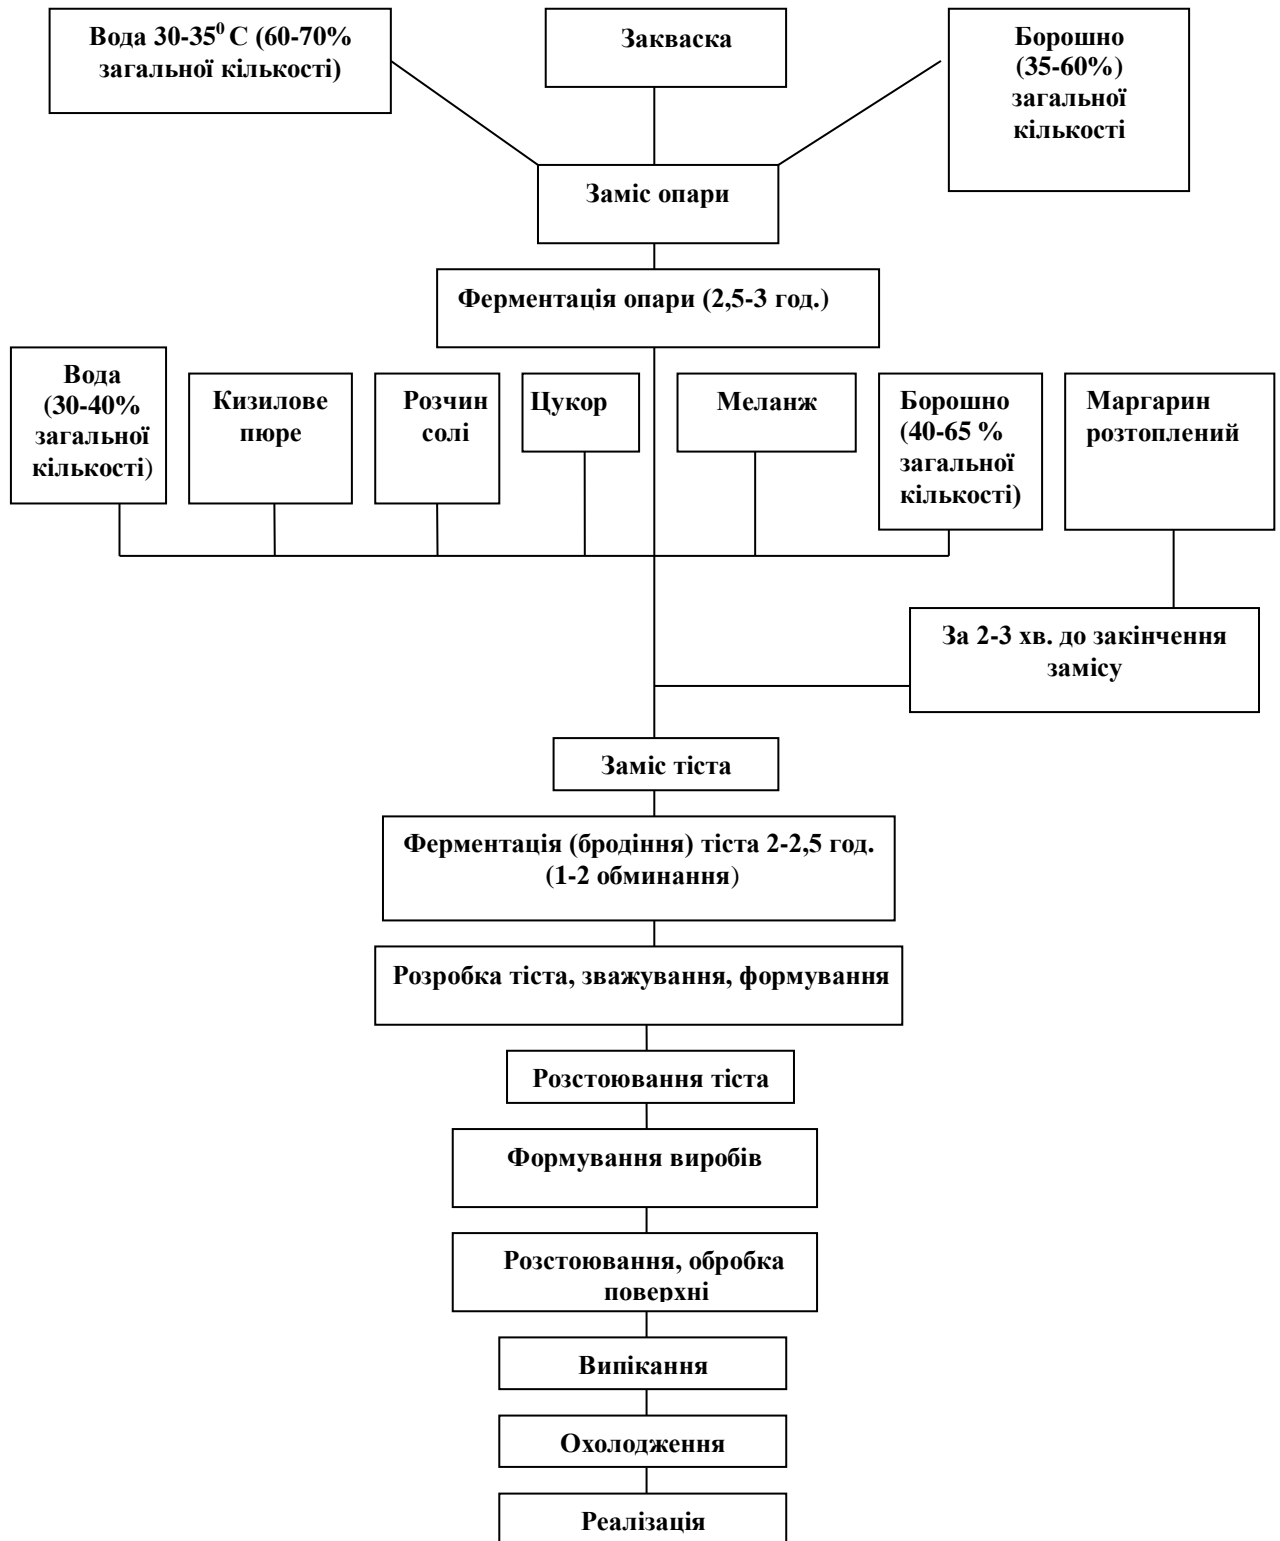 Вода 30-35⁰ С (60-70%
загальної кількості)
Закваска
Борошно
(35-60%)
загальної
кількості
Заміс опари
Ферментація опари (2,5-3 год.)
Вода
(30-40%
загальної
кількості)
Кизилове
пюре
Розчин
солі
Цукор
Меланж
Борошно
(40-65 %
загальної
кількості)
Маргарин
розтоплений
За 2-3 хв. до закінчення
замісу
Заміс тіста
Ферментація (бродіння) тіста 2-2,5 год.
(1-2 обминання)
Розробка тіста, зважування, формування
Розстоювання тіста
Формування виробів
Розстоювання, обробка
поверхні
Випікання
Охолодження
Реалізація